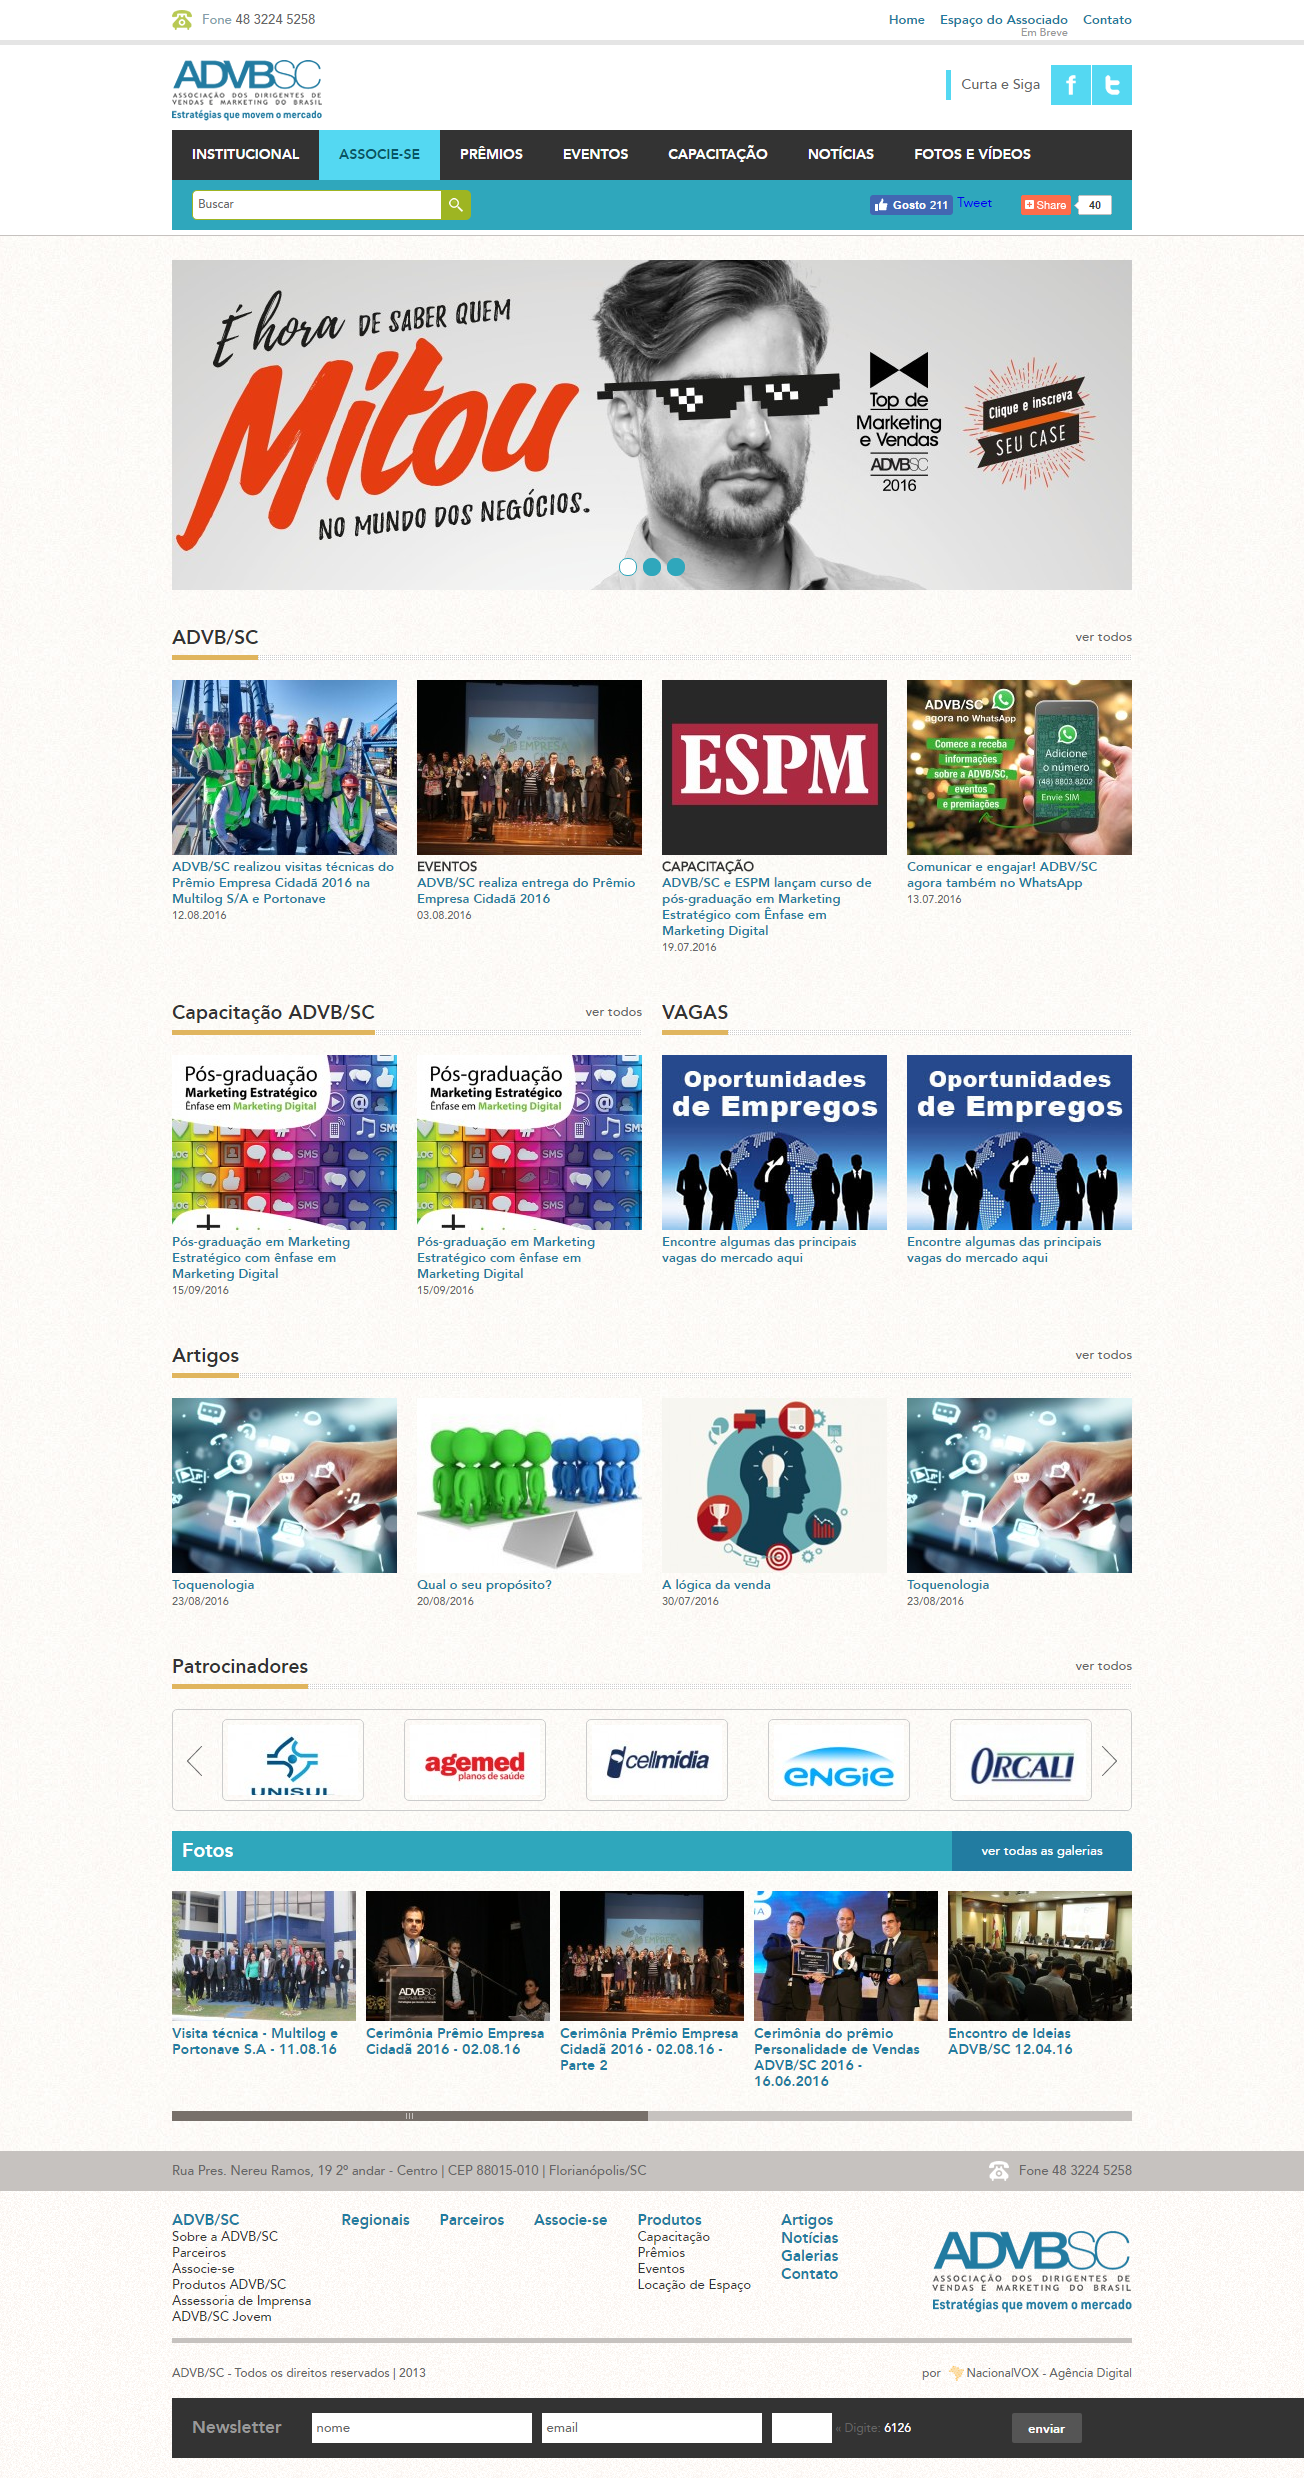 Fone 48 3224 5258
Home Espaço do Associado Contato
Em Breve
ADVBSC
ASSOCIAÇÃO DOS DIRIGENTES DE
VENDAS E MARKETING DO BRASIL
Estratégias que movem o mercado
Curta e Siga
INSTITUCIONAL ASSOCIE-SE PRÊMIOS EVENTOS CAPACITAÇÃO NOTÍCIAS FOTOS E VÍDEOS
Buscar
Gosto 211 Tweet Share 40
É hora DE SABER QUEM
Mitou
NO MUNDO DOS NEGÓCIOS.
Top de
Marketing
e Vendas
ADVBSC
2016
Clique e inscreva
SEU CASE
ADVB/SC ver todos
EMPRESA
ESPM
ADVB/SC
agora no WhatsApp
Comece a receba
informações
sobre a ADVB/SC,
eventos
e premiações
Adicione
o número
(48) 8803.8202
Envie SIM
ADVB/SC realizou visitas técnicas do
Prêmio Empresa Cidadã 2016 na
Multilog S/A e Portonave
12.08.2016
EVENTOS
ADVB/SC realiza entrega do Prêmio
Empresa Cidadã 2016
03.08.2016
CAPACITAÇÃO
ADVB/SC e ESPM lançam curso de
pós-graduação em Marketing
Estratégico com Ênfase em
Marketing Digital
19.07.2016
Comunicar e engajar! ADBV/SC
agora também no WhatsApp
13.07.2016
Capacitação ADVB/SC ver todos
VAGAS
Pós-graduação
Marketing Estratégico
Ênfase em Marketing Digital
SMS
LOG
SMS
SMS
Pós-graduação
Marketing Estratégico
Ênfase em Marketing Digital
SMS
LOG
SMS
SMS
Oportunidades
de Empregos
Oportunidades
de Empregos
Pós-graduação em Marketing
Estratégico com ênfase em
Marketing Digital
15/09/2016
Pós-graduação em Marketing
Estratégico com ênfase em
Marketing Digital
15/09/2016
Encontre algumas das principais
vagas do mercado aqui
Encontre algumas das principais
vagas do mercado aqui
Artigos ver todos
Toquenologia
23/08/2016
Qual o seu propósito?
20/08/2016
A lógica da venda
30/07/2016
Toquenologia
23/08/2016
Patrocinadores ver todos
UNISUL
agemed
planos de saúde
cellmídia
ENGIE
ORCALI
Fotos ver todas as galerias
ADVBSC
EMPRESA
Visita técnica - Multilog e
Portonave S.A - 11.08.16
Cerimônia Prêmio Empresa
Cidadã 2016 - 02.08.16
Cerimônia Prêmio Empresa
Cidadã 2016 - 02.08.16 -
Parte 2
Cerimônia do prêmio
Personalidade de Vendas
ADVB/SC 2016 -
16.06.2016
Encontro de Ideias
ADVB/SC 12.04.16
Rua Pres. Nereu Ramos, 19 2º andar - Centro | CEP 88015-010 | Florianópolis/SC
Fone 48 3224 5258
ADVB/SC
Sobre a ADVB/SC
Parceiros
Associe-se
Produtos ADVB/SC
Assessoria de Imprensa
ADVB/SC Jovem
Regionais
Parceiros
Associe-se
Produtos
Capacitação
Prêmios
Eventos
Locação de Espaço
Artigos
Notícias
Galerias
Contato
ADVBSC
ASSOCIAÇÃO DOS DIRIGENTES DE
VENDAS E MARKETING DO BRASIL
Estratégias que movem o mercado
ADVB/SC - Todos os direitos reservados | 2013
por NacionalVOX - Agência Digital
Newsletter nome email « Digite: 6126 enviar